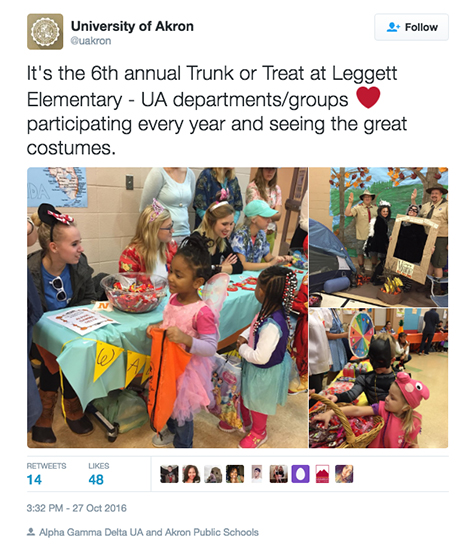 University of Akron
@uakron
Follow
It's the 6th annual Trunk or Treat at Leggett
Elementary - UA departments/groups ❤
participating every year and seeing the great
costumes.
DA
W A
RETWEETS
LIKES
14
48
3:32 PM - 27 Oct 2016
Alpha Gamma Delta UA and Akron Public Schools